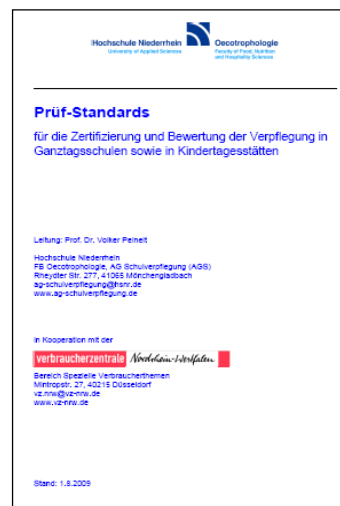 Hochschule Niederrhein
University of Applied Sciences
Oecotrophologie
Faculty of Food, Nutrition
and Hospitality Sciences
Prüf-Standards
für die Zertifizierung und Bewertung der Verpflegung in
Ganztagsschulen sowie in Kindertagesstätten
Leitung: Prof. Dr. Volker Peinelt
Hochschule Niederrhein
FB Oecotrophologie, AG Schulverpflegung (AGS)
Rheydter Str. 277, 41065 Mönchengladbach
ag-schulverpflegung@hsnr.de
www.ag-schulverpflegung.de
In Kooperation mit der
verbraucherzentrale Nordrhein-Westfalen
Bereich Spezielle Verbraucherthemen
Mintropstr. 27, 40215 Düsseldorf
vz.nrw@vz-nrw.de
www.vz-nrw.de
Stand: 1.8.2009